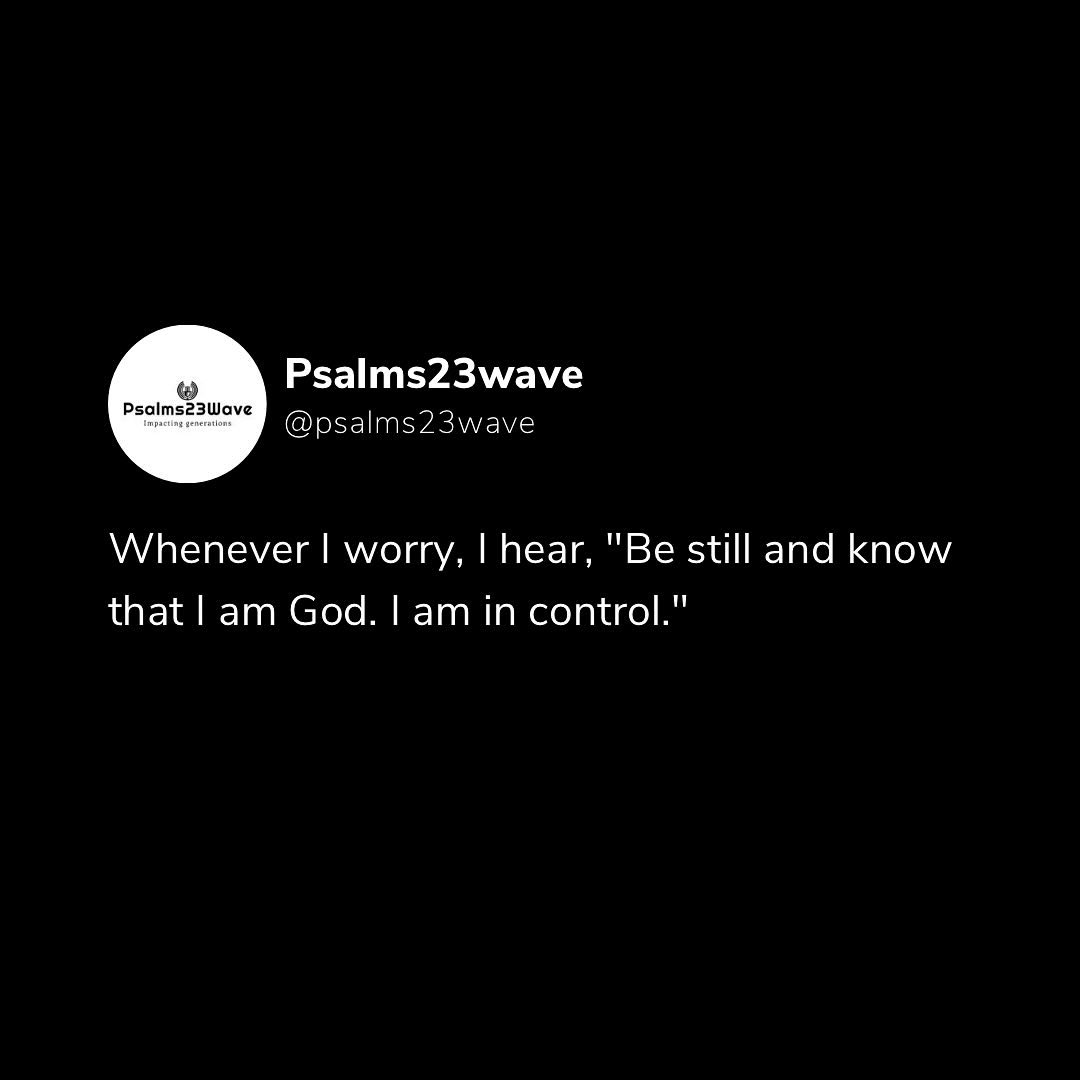 Psalms23Wave
Impacting generations
Psalms23wave
@psalms23wave
Whenever I worry, I hear, "Be still and know
that I am God. I am in control."